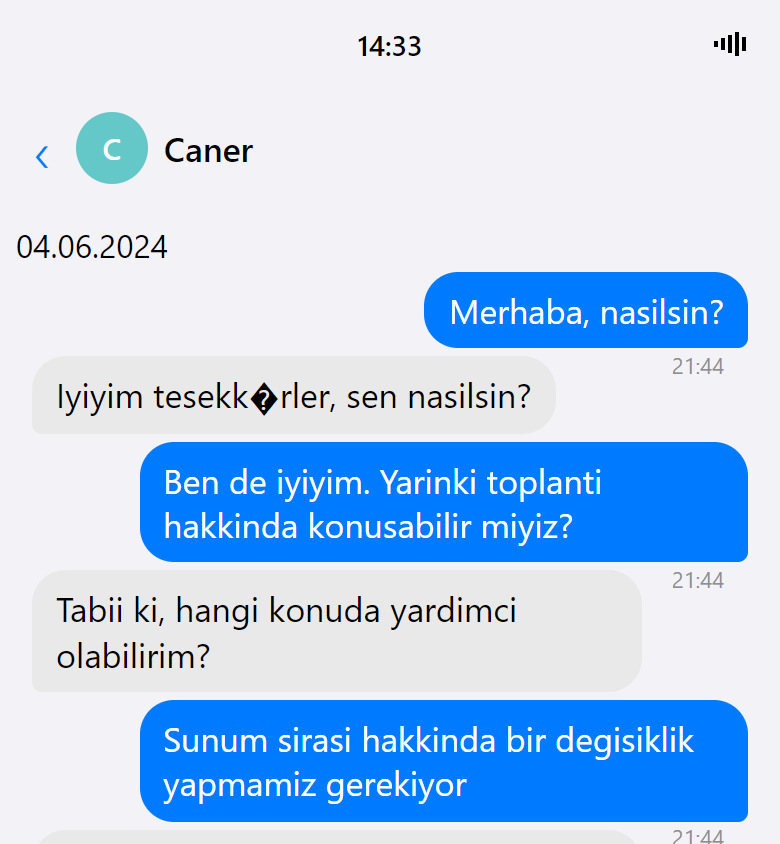 14:33
C
Caner
04.06.2024
Merhaba, nasilsin?
21:44
Iyiyim tesekk�rler, sen nasilsin?
Ben de iyiyim. Yarinki toplanti
hakkinda konusabilir miyiz?
21:44
Tabii ki, hangi konuda yardimci
olabilirim?
Sunum sirasi hakkinda bir degisiklik
yapmamiz gerekiyor
21:44